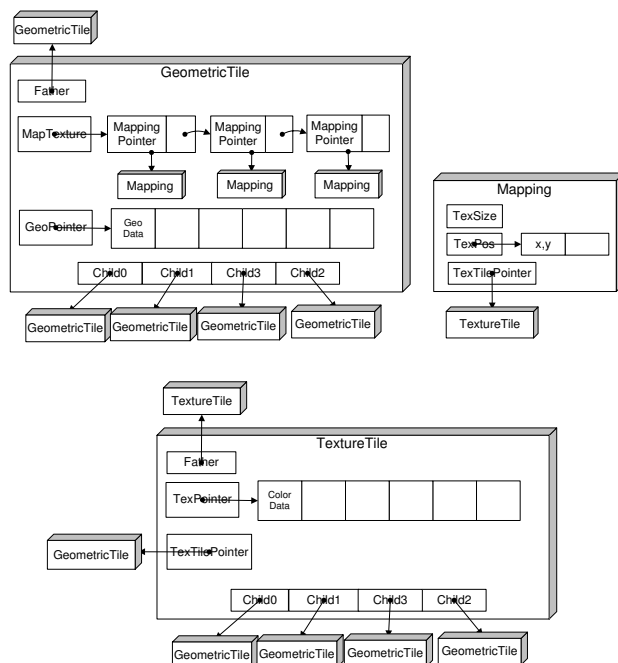 GeometricTile
GeometricTile
Father
MapTexture
Mapping
Pointer
Mapping
Pointer
Mapping
Pointer
Mapping
Mapping
Mapping
GeoPointer
Geo
Data
Child0
Child1
Child3
Child2
GeometricTile
GeometricTile
GeometricTile
GeometricTile
Mapping
TexSize
TexPos
x,y
TexTilePointer
TextureTile
TextureTile
TextureTile
Father
TexPointer
Color
Data
GeometricTile
TexTilePointer
Child0
Child1
Child3
Child2
GeometricTile
GeometricTile
GeometricTile
GeometricTile